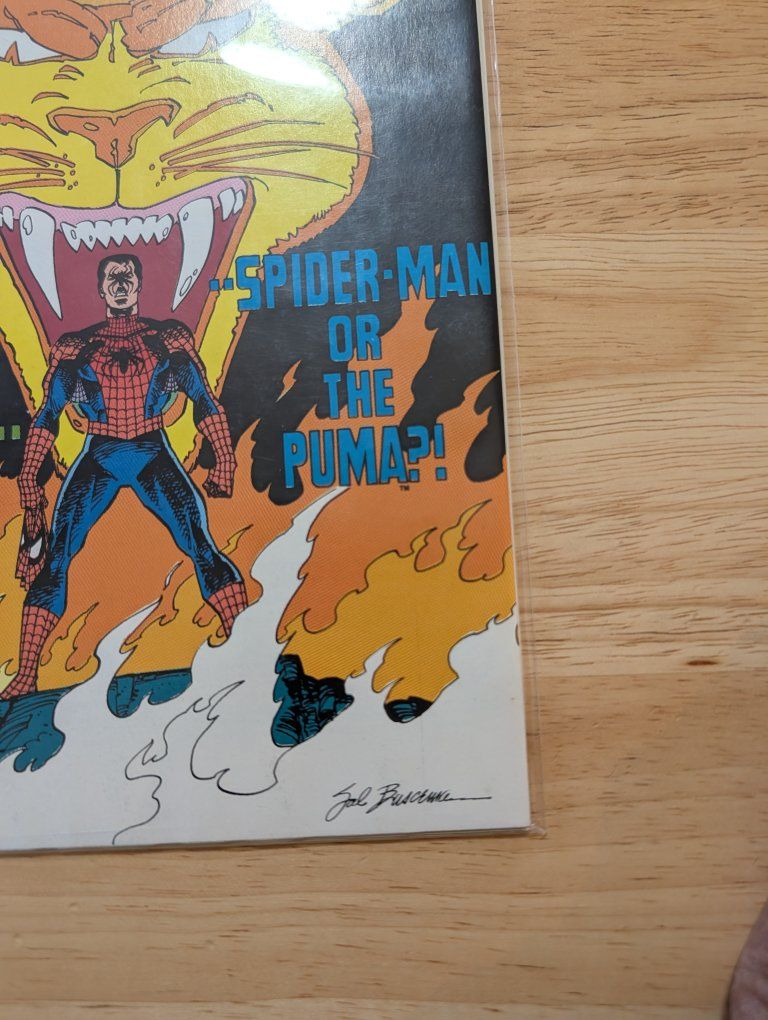 ..SPIDER-MAN
OR
THE
PUMA?!
TM
Sal Buscema